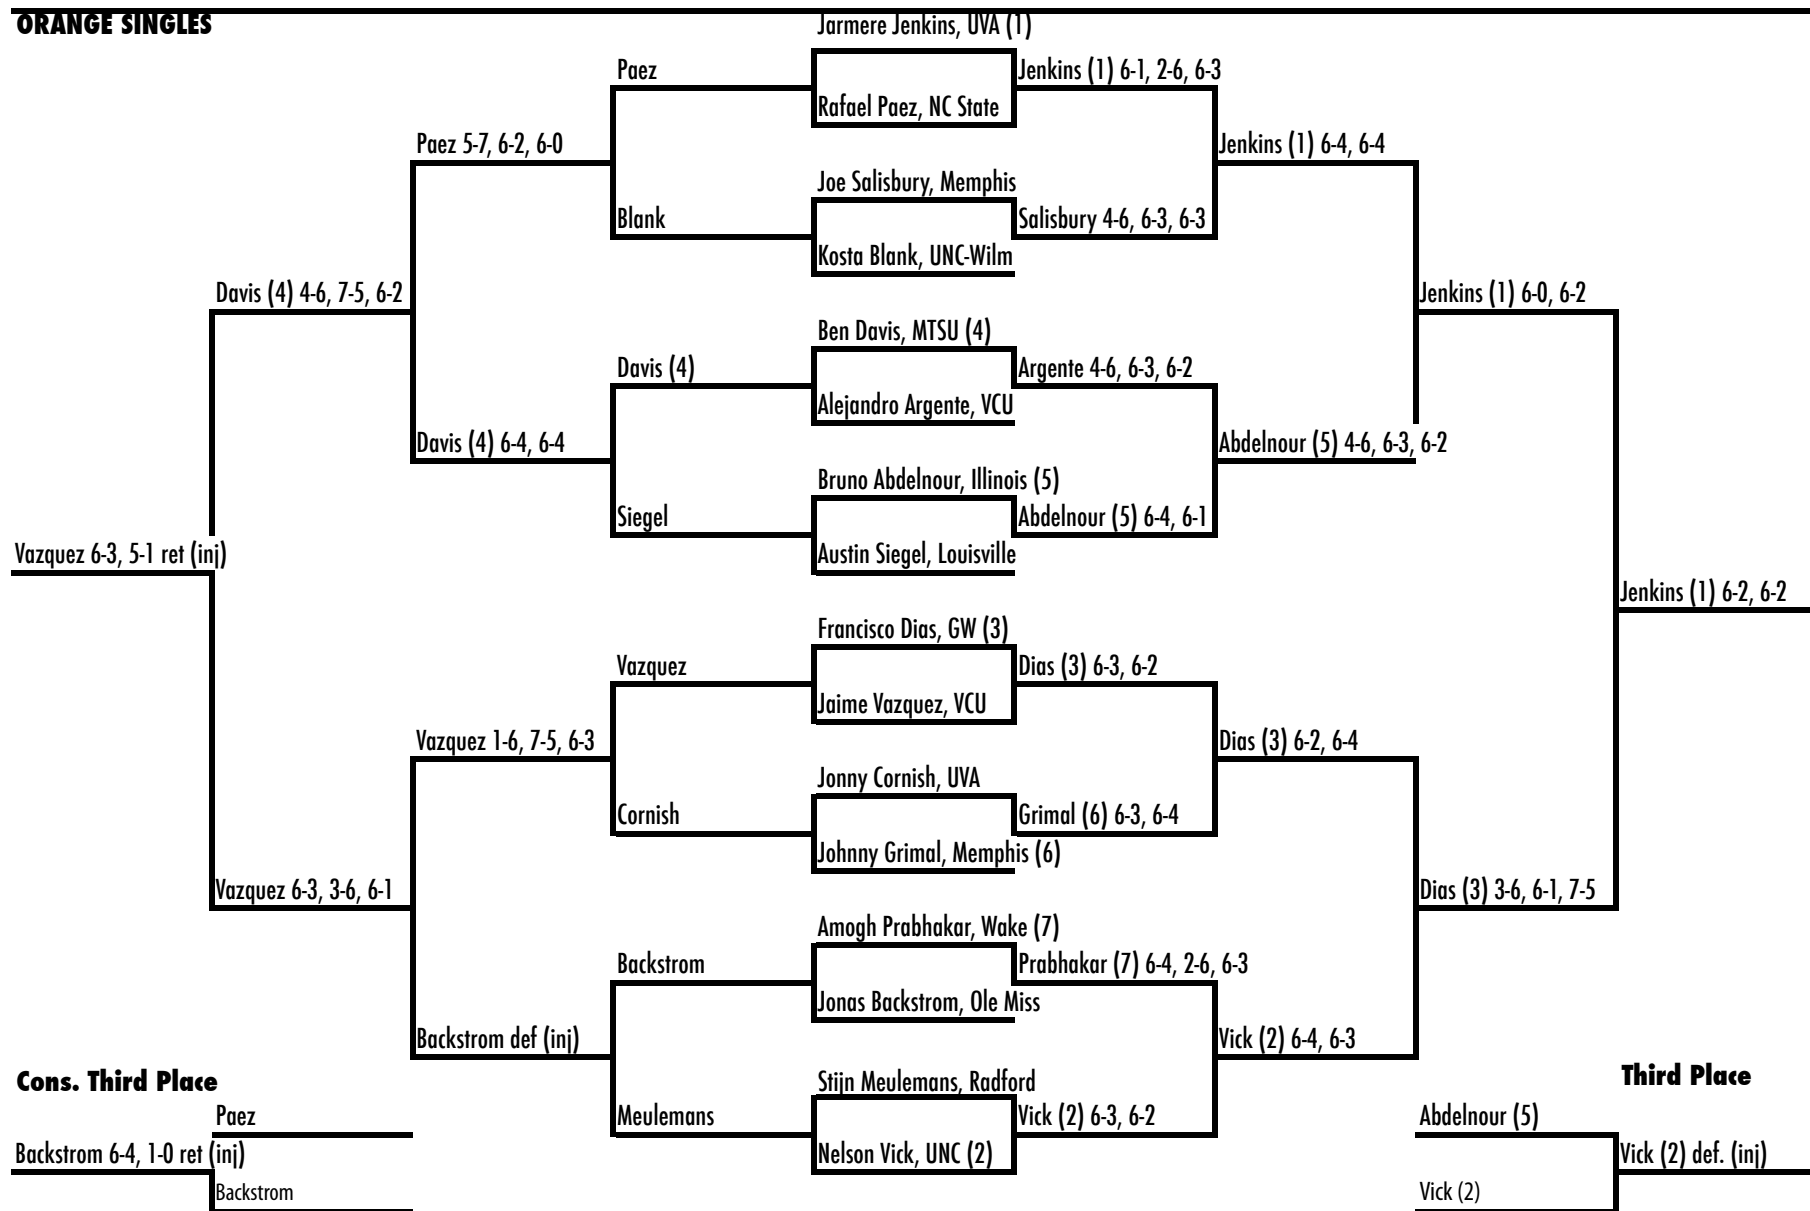 ORANGE SINGLES
Jarmere Jenkins, UVA (1)
Paez
Jenkins (1) 6-1, 2-6, 6-3
Rafael Paez, NC State
Paez 5-7, 6-2, 6-0
Jenkins (1) 6-4, 6-4
Joe Salisbury, Memphis
Blank
Salisbury 4-6, 6-3, 6-3
Kosta Blank, UNC-Wilm
Davis (4) 4-6, 7-5, 6-2
Jenkins (1) 6-0, 6-2
Ben Davis, MTSU (4)
Davis (4)
Argente 4-6, 6-3, 6-2
Alejandro Argente, VCU
Davis (4) 6-4, 6-4
Abdelnour (5) 4-6, 6-3, 6-2
Bruno Abdelnour, Illinois (5)
Siegel
Abdelnour (5) 6-4, 6-1
Vazquez 6-3, 5-1 ret (inj)
Austin Siegel, Louisville
Jenkins (1) 6-2, 6-2
Francisco Dias, GW (3)
Vazquez
Dias (3) 6-3, 6-2
Jaime Vazquez, VCU
Vazquez 1-6, 7-5, 6-3
Dias (3) 6-2, 6-4
Jonny Cornish, UVA
Cornish
Grimal (6) 6-3, 6-4
Johnny Grimal, Memphis (6)
Vazquez 6-3, 3-6, 6-1
Dias (3) 3-6, 6-1, 7-5
Amogh Prabhakar, Wake (7)
Backstrom
Prabhakar (7) 6-4, 2-6, 6-3
Jonas Backstrom, Ole Miss
Backstrom def (inj)
Vick (2) 6-4, 6-3
Cons. Third Place
Stijn Meulemans, Radford
Third Place
Paez
Meulemans
Vick (2) 6-3, 6-2
Abdelnour (5)
Backstrom 6-4, 1-0 ret (inj)
Nelson Vick, UNC (2)
Vick (2) def. (inj)
Backstrom
Vick (2)